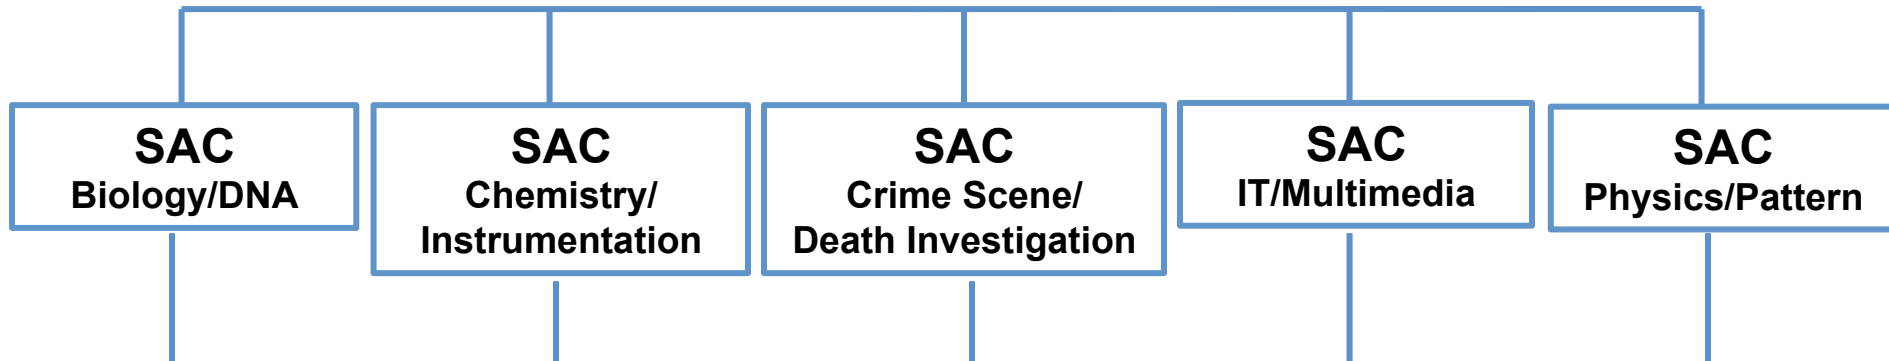 SAC
Biology/DNA
SAC
Chemistry/
Instrumentation
SAC
Crime Scene/
Death Investigation
SAC
IT/Multimedia
SAC
Physics/Pattern